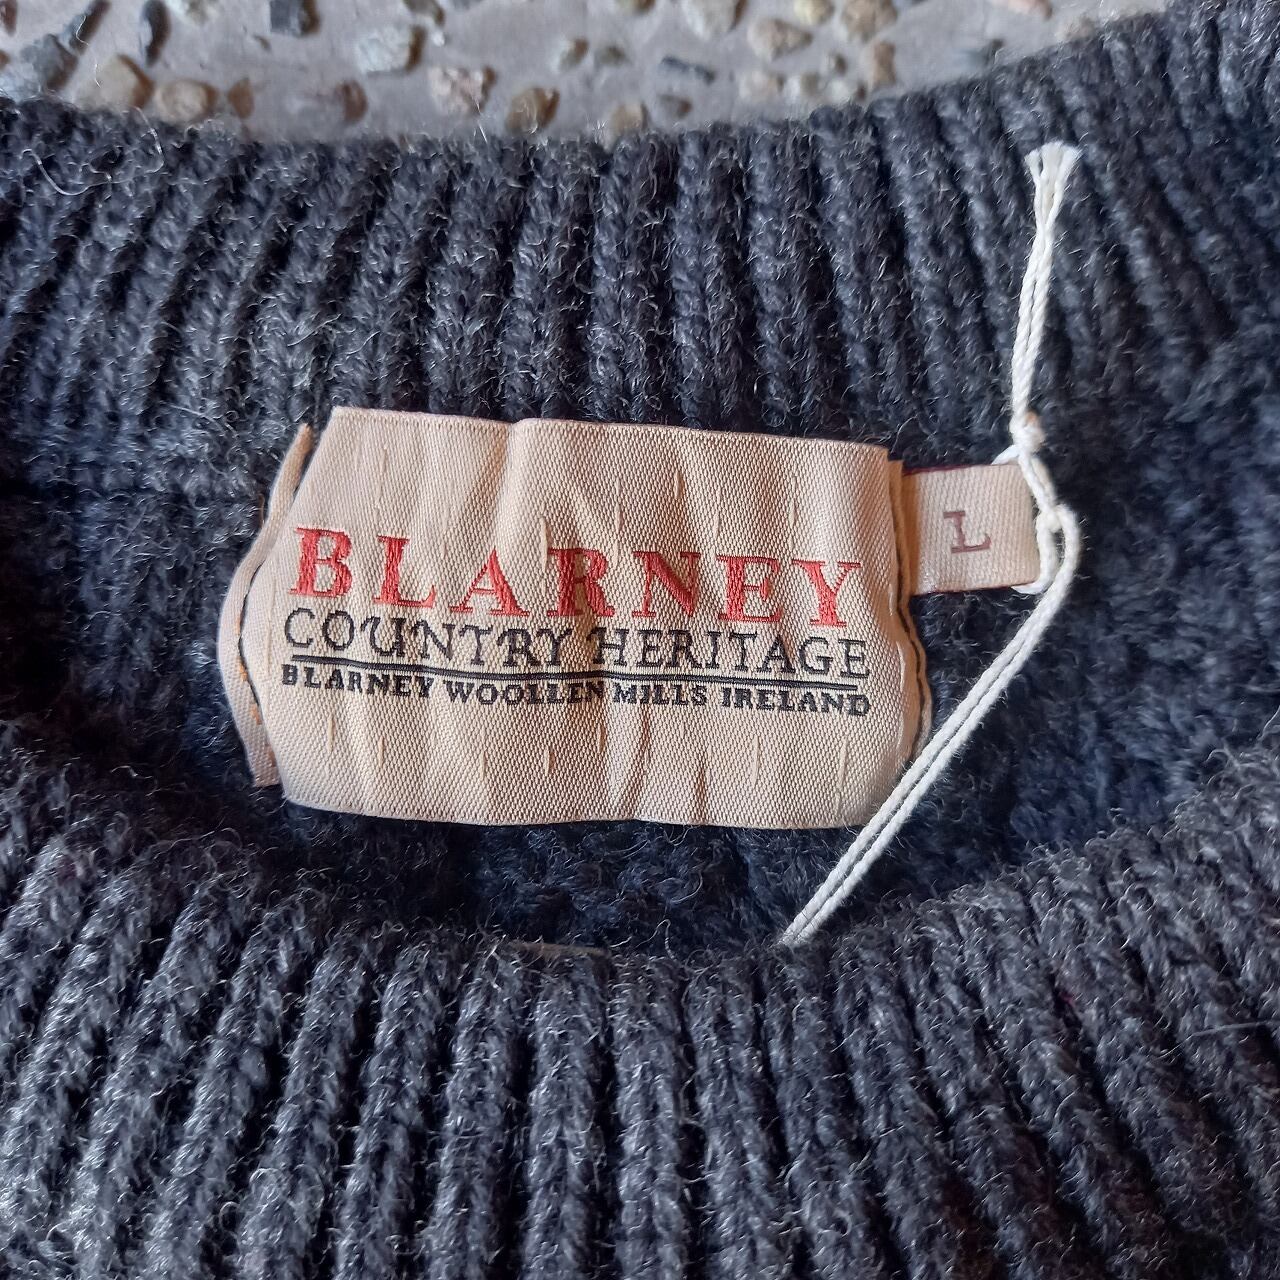 BLARNEY
COUNTRY HERITAGE
BLARNEY WOOLLEN MILLS IRELAND
L